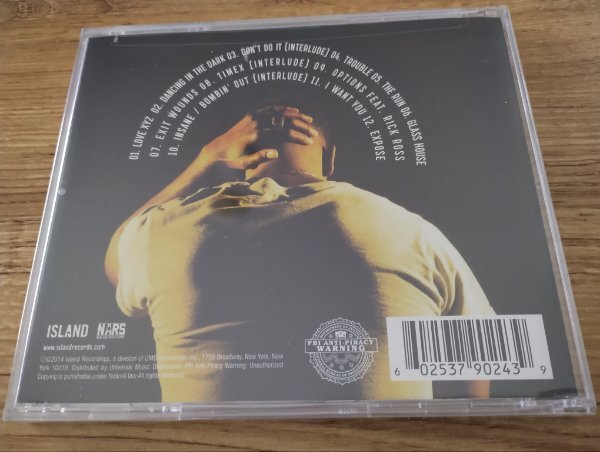 01. LOVE XYZ 02. DANCING IN THE DARK 03. DON'T DO IT (INTERLUDE) 04. TROUBLE 05. THE RUN 06. GLASS HOUSE
07. EXIT WOUNDS 08. TIMEX (INTERLUDE) 09. OPTIONS FEAT. RICK ROSS
10. INSANE / BOMBIN' OUT (INTERLUDE) 11. I WANT YOU 12. EXPOSE
ISLAND
N.A.R.S
www.islandrecords.com
FBI ANTI-PIRACY
WARNING
℗©2014 Island Recordings, a division of UMG Recordings, Inc., 1755 Broadway, New York, New
York 10019. Distributed by Universal Music Distribution. FBI Anti-Piracy Warning: Unauthorized
Copying is punishable under federal law. All rights reserved.
6 02537 90243 9